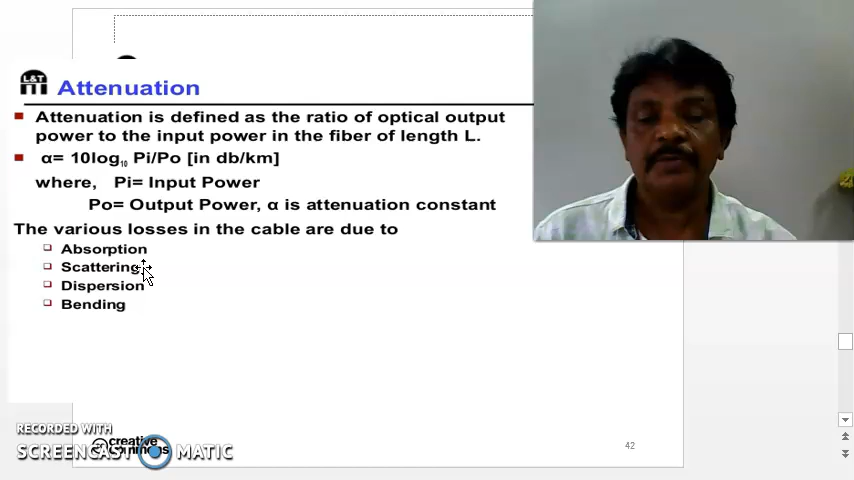 L&T
Attenuation
Attenuation is defined as the ratio of optical output
power to the input power in the fiber of length L.
α= 10log10 Pi/Po [in db/km]
where, Pi= Input Power
Po= Output Power, α is attenuation constant
The various losses in the cable are due to
Absorption
Scattering
Dispersion
Bending
RECORDED WITH
SCREENCAST MATIC
creative
commons
42